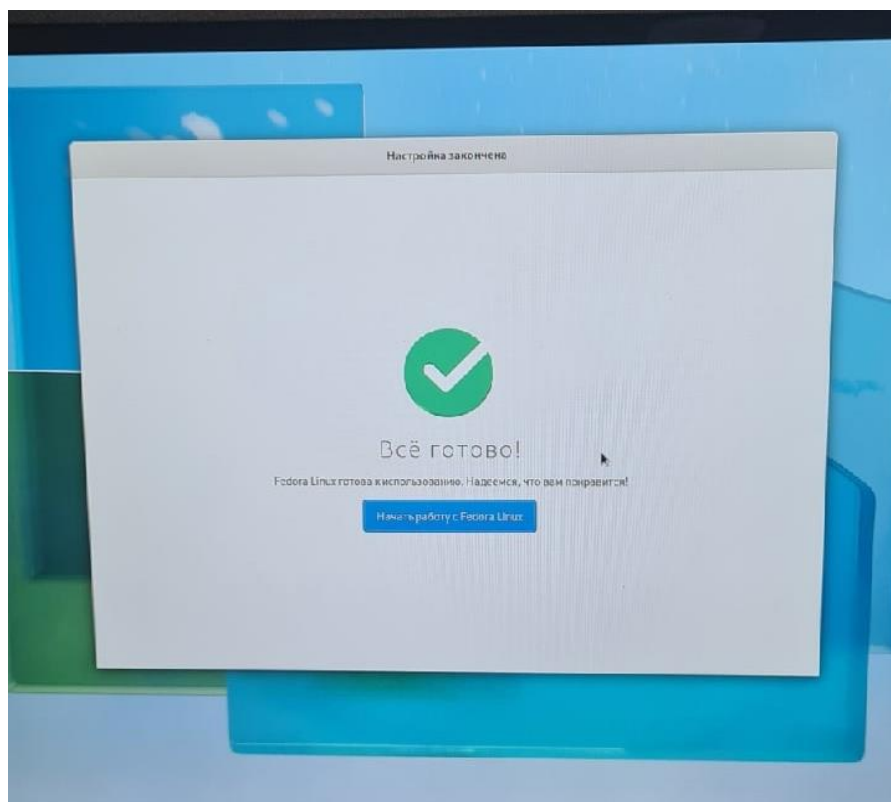 Настройка закончена
Всё готово!
Fedora Linux готова к использованию. Надеемся, что вам понравится!
Начать работу с Fedora Linux